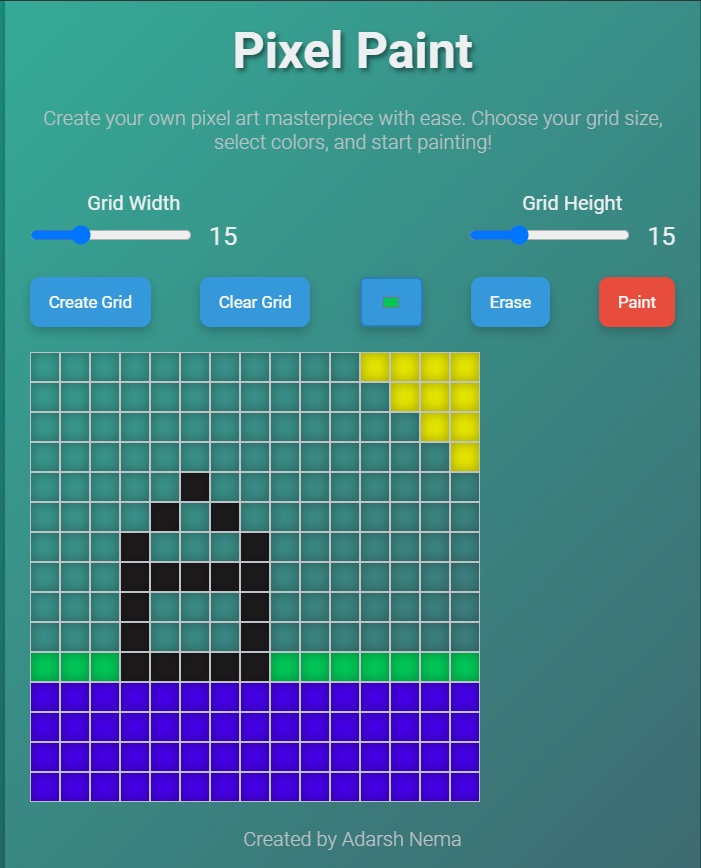 Pixel Paint
Create your own pixel art masterpiece with ease. Choose your grid size,
select colors, and start painting!
Grid Width
Grid Height
15
15
Create Grid
Clear Grid
Erase
Paint
Created by Adarsh Nema